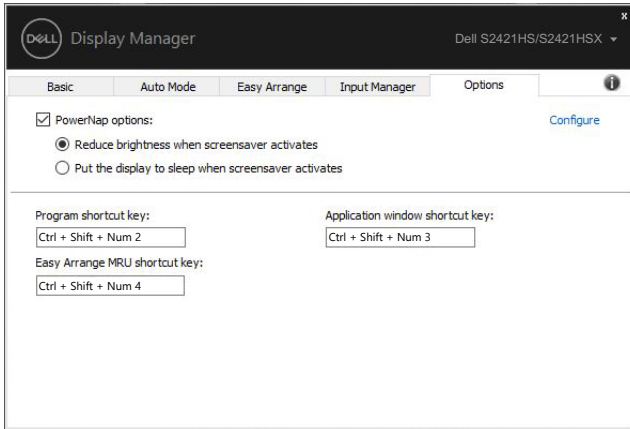 x
DELL Display Manager
Dell S2421HS/S2421HSX
Basic Auto Mode Easy Arrange Input Manager Options
PowerNap options: Configure
Reduce brightness when screensaver activates
Put the display to sleep when screensaver activates
Program shortcut key: Application window shortcut key:
Ctrl + Shift + Num 2 Ctrl + Shift + Num 3
Easy Arrange MRU shortcut key:
Ctrl + Shift + Num 4